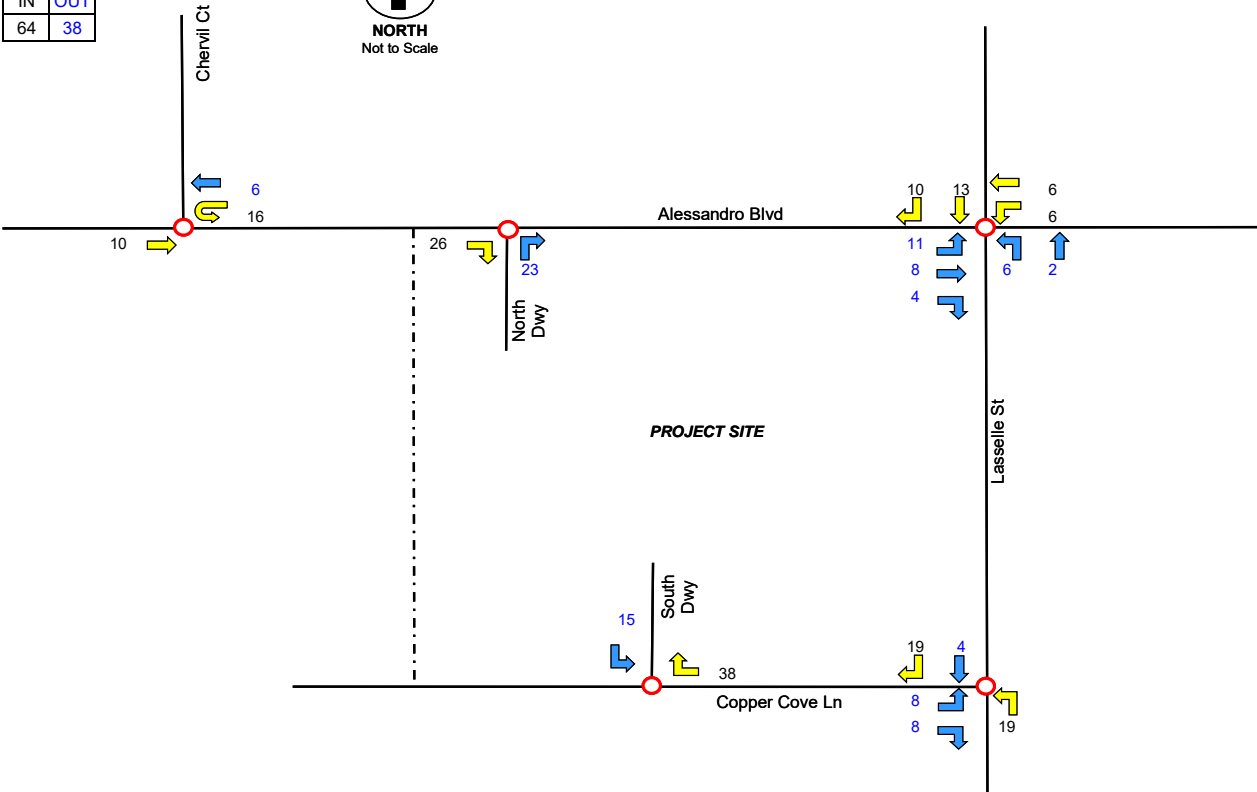 IN OUT
64 38
NORTH
Not to Scale
Chervil Ct
6
16
10
26
23
North
Dwy
Alessandro Blvd
10 13
6
6
11
8
4
6
2
PROJECT SITE
Lasselle St
15
South
Dwy
38
Copper Cove Ln
19 4
8
8
19